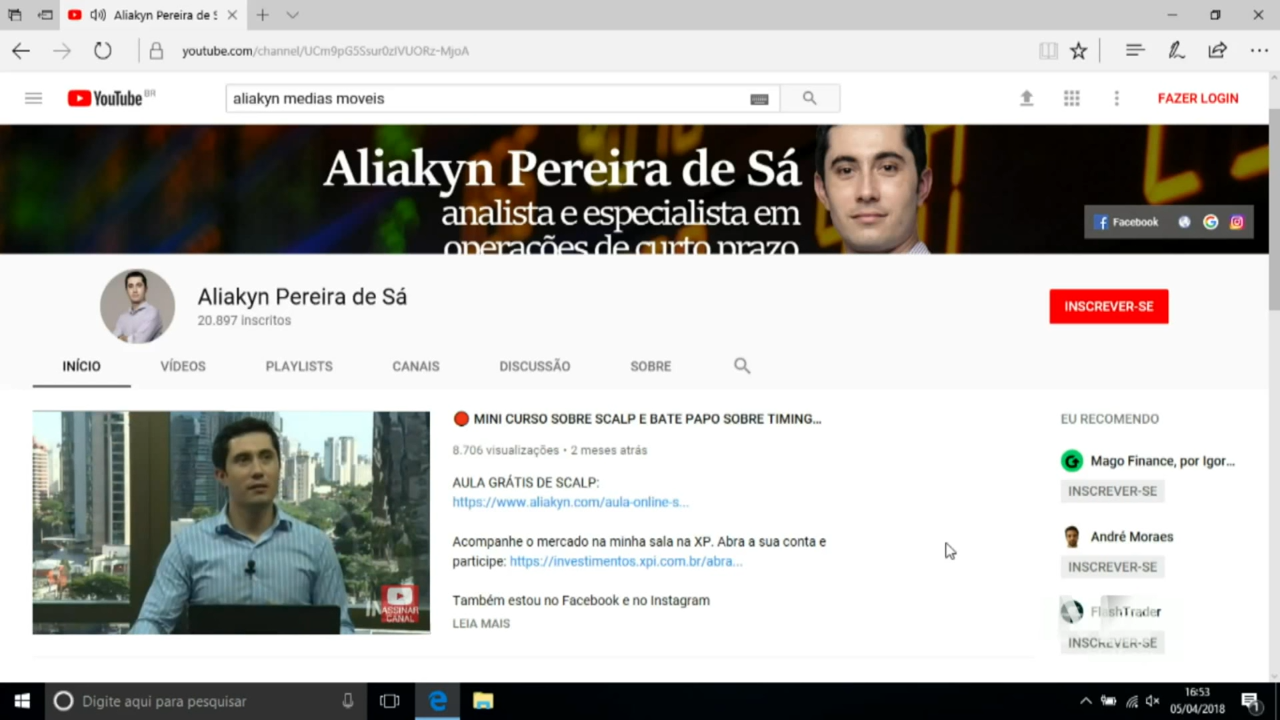 Aliakyn Pereira de S
youtube.com/channel/UCm9pG5Ssur0zIVUORz-MjoA
YouTube BR
aliakyn medias moveis
FAZER LOGIN
Aliakyn Pereira de Sá
analista e especialista em
operações de curto prazo
Facebook
Aliakyn Pereira de Sá
20.897 inscritos
INSCREVER-SE
INÍCIO
VÍDEOS
PLAYLISTS
CANAIS
DISCUSSÃO
SOBRE
MINI CURSO SOBRE SCALP E BATE PAPO SOBRE TIMING...
8.706 visualizações • 2 meses atrás
AULA GRÁTIS DE SCALP:
https://www.aliakyn.com/aula-online-s...
Acompanhe o mercado na minha sala na XP. Abra a sua conta e
participe: https://investimentos.xpi.com.br/abra...
Também estou no Facebook e no Instagram
LEIA MAIS
ASSINAR
CANAL
EU RECOMENDO
Mago Finance, por Igor...
INSCREVER-SE
André Moraes
INSCREVER-SE
FlashTrader
INSCREVER-SE
Digite aqui para pesquisar
16:53
05/04/2018
1